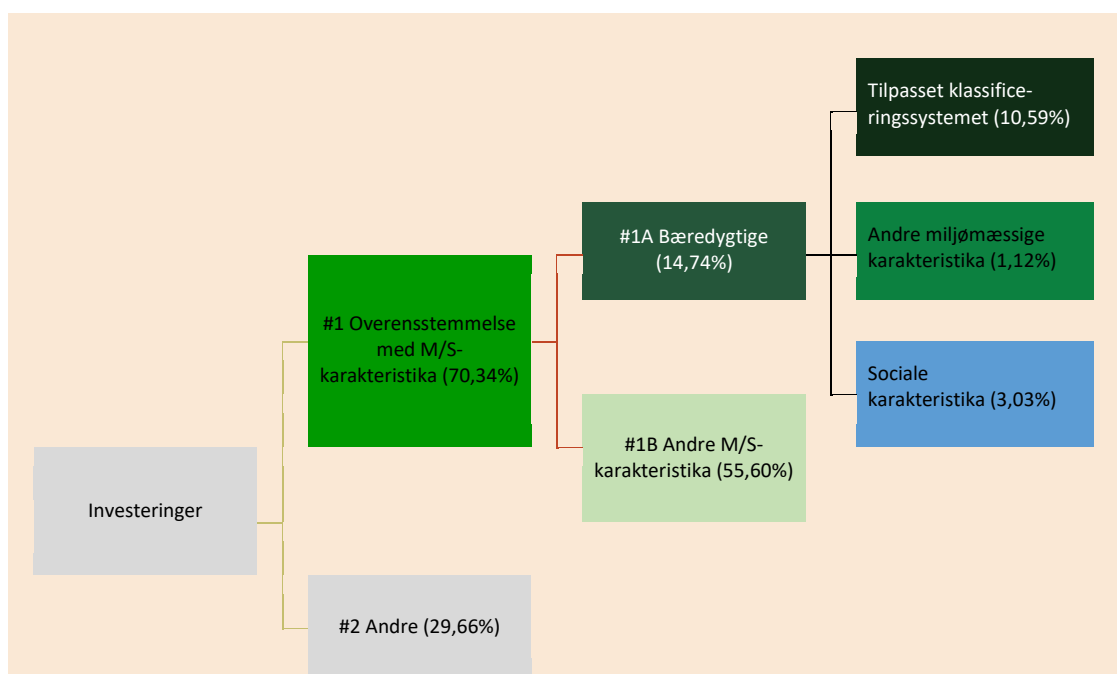 Tilpasset klassifice-
ringssystemet (10,59%)
#1A Bæredygtige
(14,74%)
Andre miljømæssige
karakteristika (1,12%)
#1 Overensstemmelse
med M/S-
karakteristika (70,34%)
Sociale
karakteristika (3,03%)
#1B Andre M/S-
karakteristika (55,60%)
Investeringer
#2 Andre (29,66%)